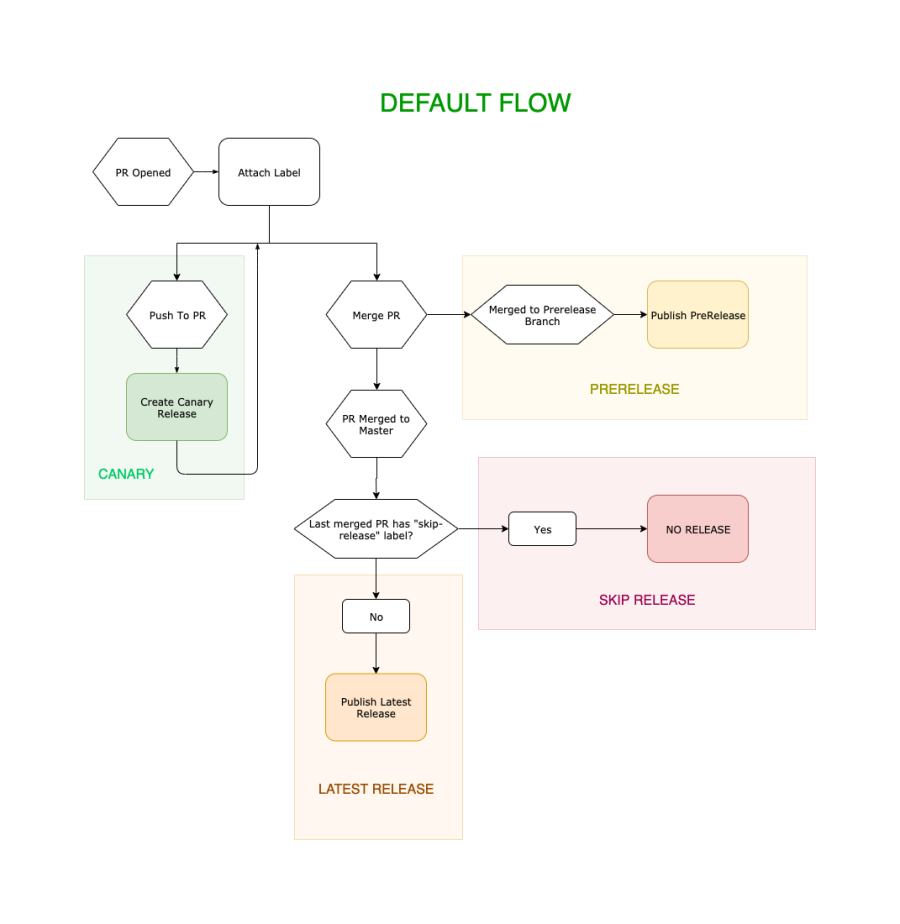 DEFAULT FLOW
PR Opened
Attach Label
Push To PR
Merge PR
Merged to Prerelease
Branch
Publish PreRelease
PRERELEASE
Create Canary
Release
CANARY
PR Merged to
Master
Last merged PR has "skip-
release" label?
Yes
NO RELEASE
SKIP RELEASE
No
Publish Latest
Release
LATEST RELEASE